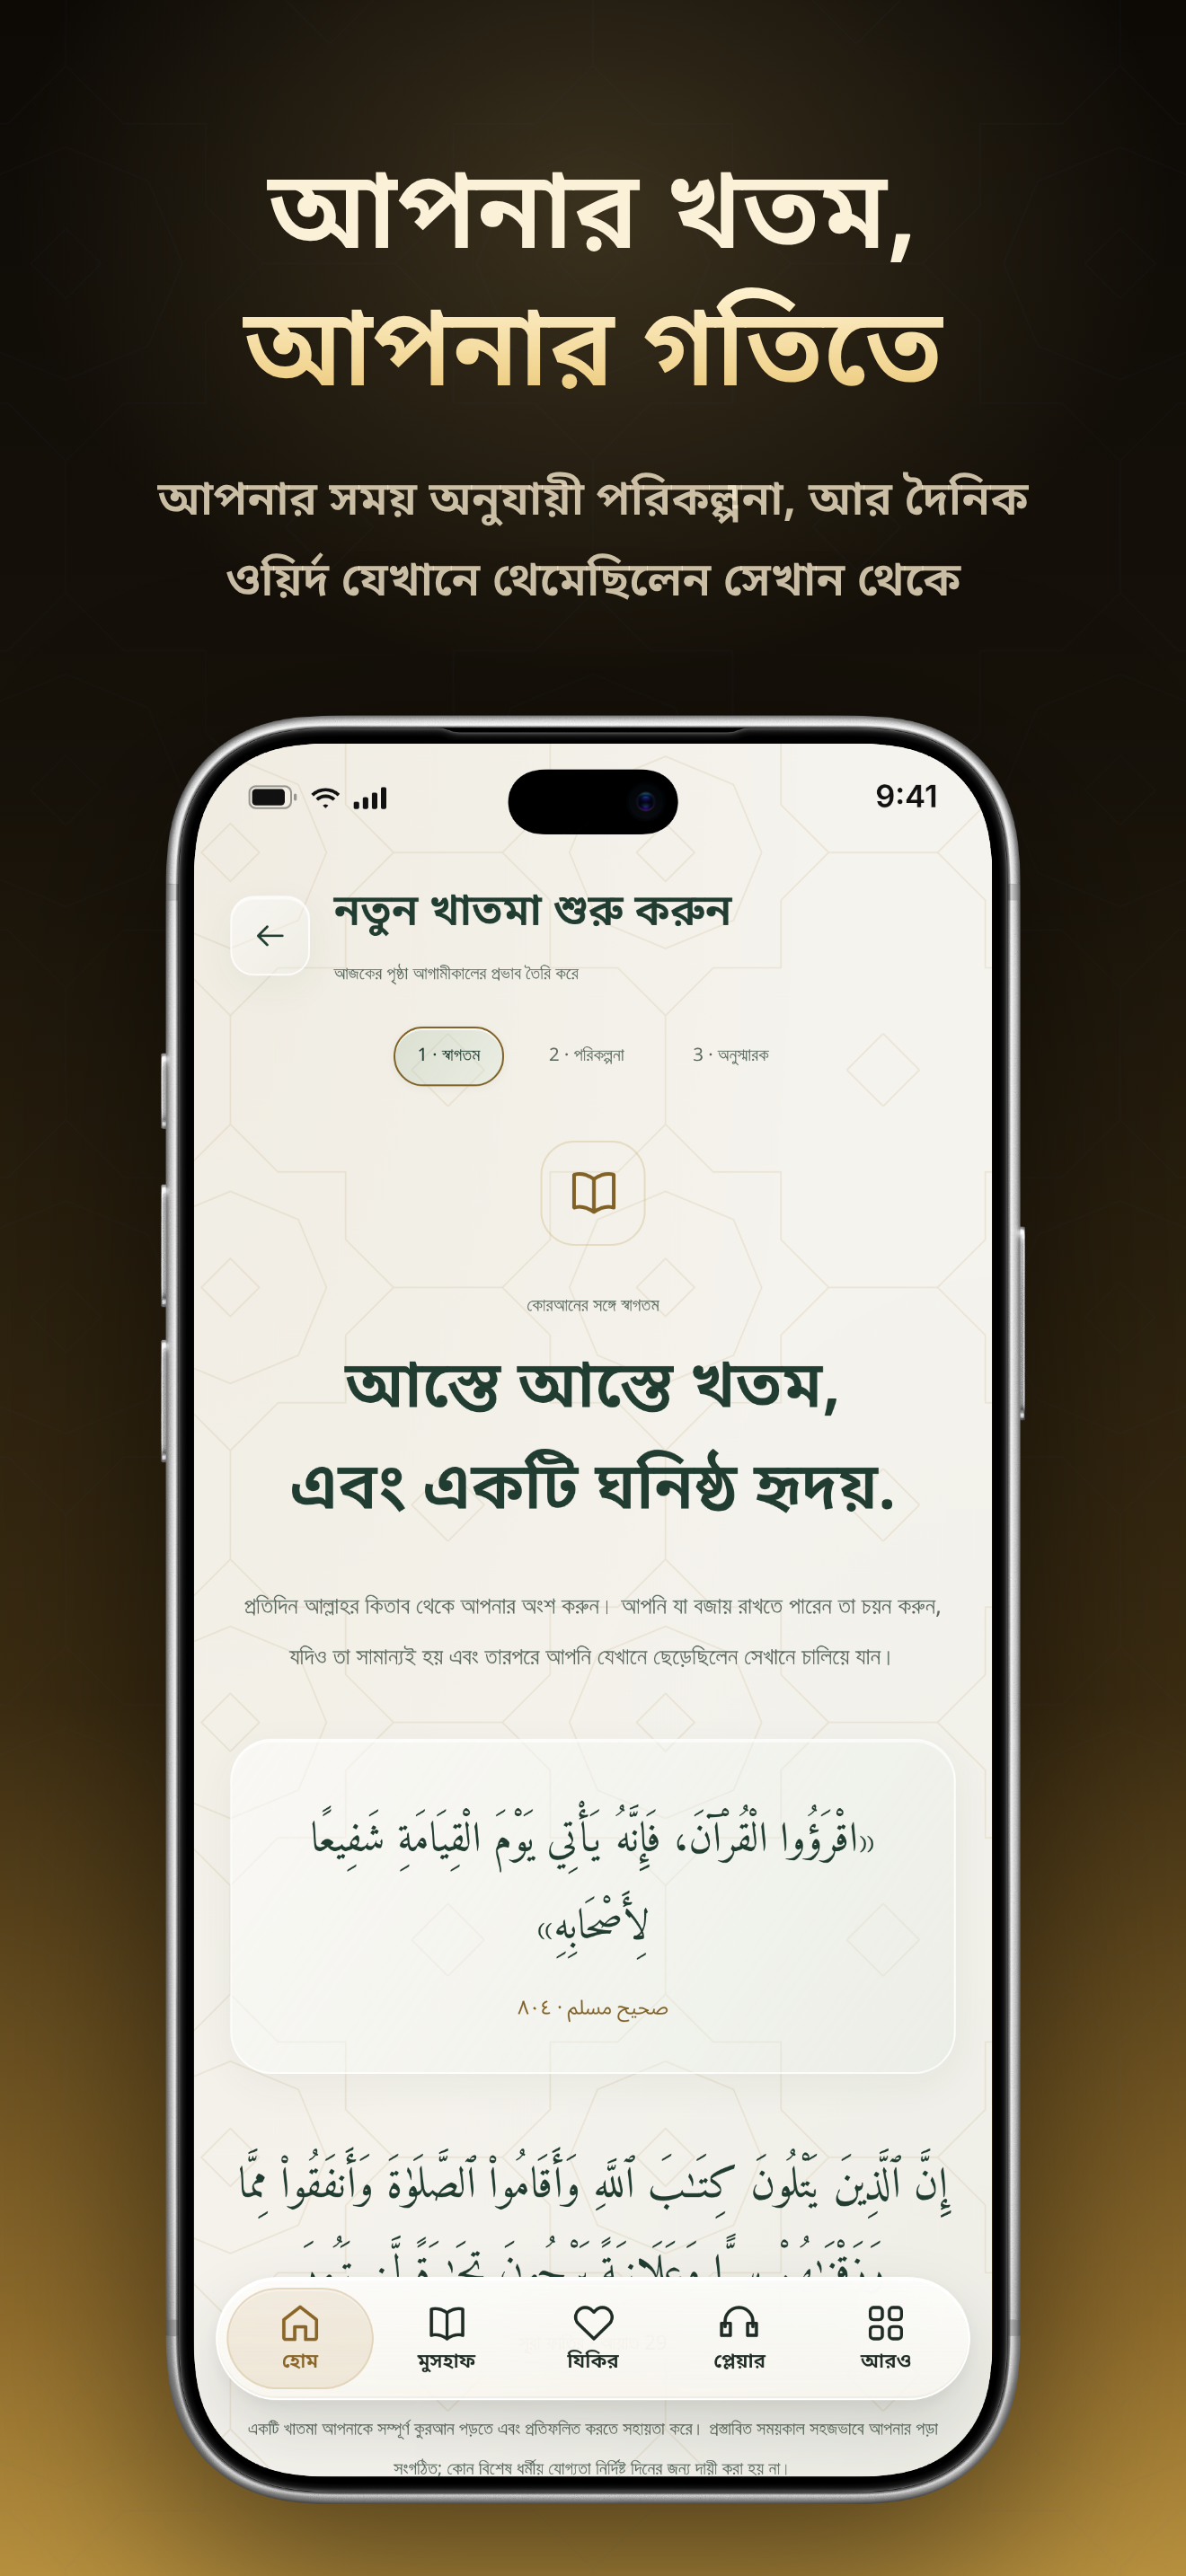 আপনার খতম,
আপনার গতিতে
আপনার সময় অনুযায়ী পরিকল্পনা, আর দৈনিক
ওয়ির্দ যেখানে থেমেছিলেন সেখান থেকে
9:41
নতুন খাতমা শুরু করুন
আজকের পৃষ্ঠা আগামীকালের প্রভাব তৈরি করে
1 · স্বাগতম 2 · পরিকল্পনা 3 · অনুস্মারক
কোরআনের সঙ্গে স্বাগতম
আস্তে আস্তে খতম,
এবং একটি ঘনিষ্ঠ হৃদয়.
প্রতিদিন আল্লাহর কিতাব থেকে আপনার অংশ করুন। আপনি যা বজায় রাখতে পারেন তা চয়ন করুন,
যদিও তা সামান্যই হয় এবং তারপরে আপনি যেখানে ছেড়েছিলেন সেখানে চালিয়ে যান।
«اقْرَؤُوا الْقُرْآنَ، فَإِنَّهُ يَأْتِي يَوْمَ الْقِيَامَةِ شَفِيعًا
لِأَصْحَابِهِ»
صحيح مسلم · ٨٠٤
إِنَّ ٱلَّذِينَ يَتْلُونَ كِتَـٰبَ ٱللَّهِ وَأَقَامُوا۟ ٱلصَّلَوٰةَ وَأَنفَقُوا۟ مِمَّا
হোম মুসহাফ যিকির প্লেয়ার আরও
একটি খাতমা আপনাকে সম্পূর্ণ কুরআন পড়তে এবং প্রতিফলিত করতে সহায়তা করে। প্রস্তাবিত সময়কাল সহজভাবে আপনার পড়া
সংগঠিত; কোন বিশেষ ধর্মীয় যোগ্যতা নির্দিষ্ট দিনের জন্য দায়ী করা হয় না।